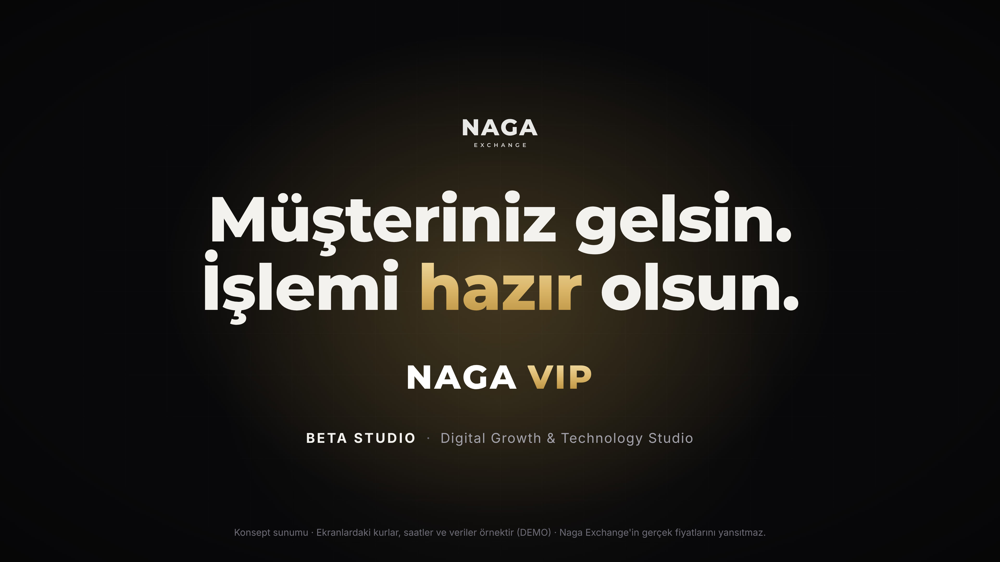 NAGA
EXCHANGE
Müşteriniz gelsin.
İşlemi hazır olsun.
NAGA VIP
BETA STUDIO · Digital Growth & Technology Studio
Konsept sunumu · Ekranlardaki kurlar, saatler ve veriler örnektir (DEMO) · Naga Exchange'in gerçek fiyatlarını yansıtmaz.